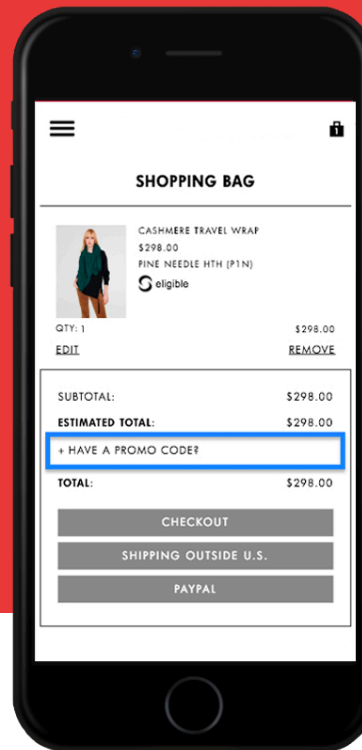 1
SHOPPING BAG
CASHMERE TRAVEL WRAP
$298.00
PINE NEEDLE HTH (P1N)
S eligible
QTY: 1 $298.00
EDIT REMOVE
SUBTOTAL: $298.00
ESTIMATED TOTAL: $298.00
+ HAVE A PROMO CODE?
TOTAL: $298.00
CHECKOUT
SHIPPING OUTSIDE U.S.
PAYPAL